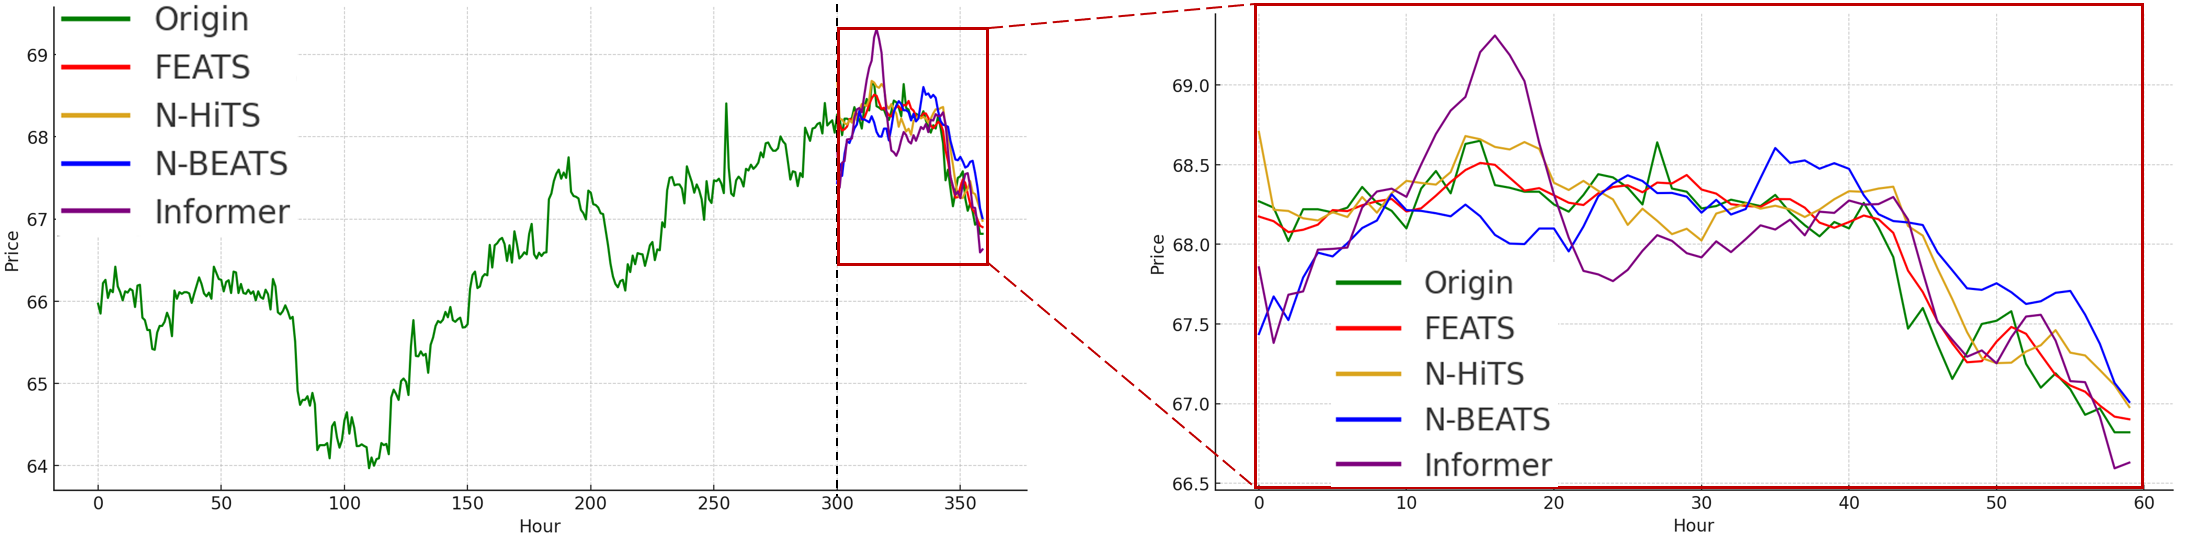 Origin
FEATS
N-HiTS
N-BEATS
Informer
69
68
67
66
65
64
Price
0 50 100 150 200 250 300 350
Hour
69.0
68.5
68.0
67.5
67.0
66.5
Price
Origin
FEATS
N-HiTS
N-BEATS
Informer
0 10 20 30 40 50 60
Hour